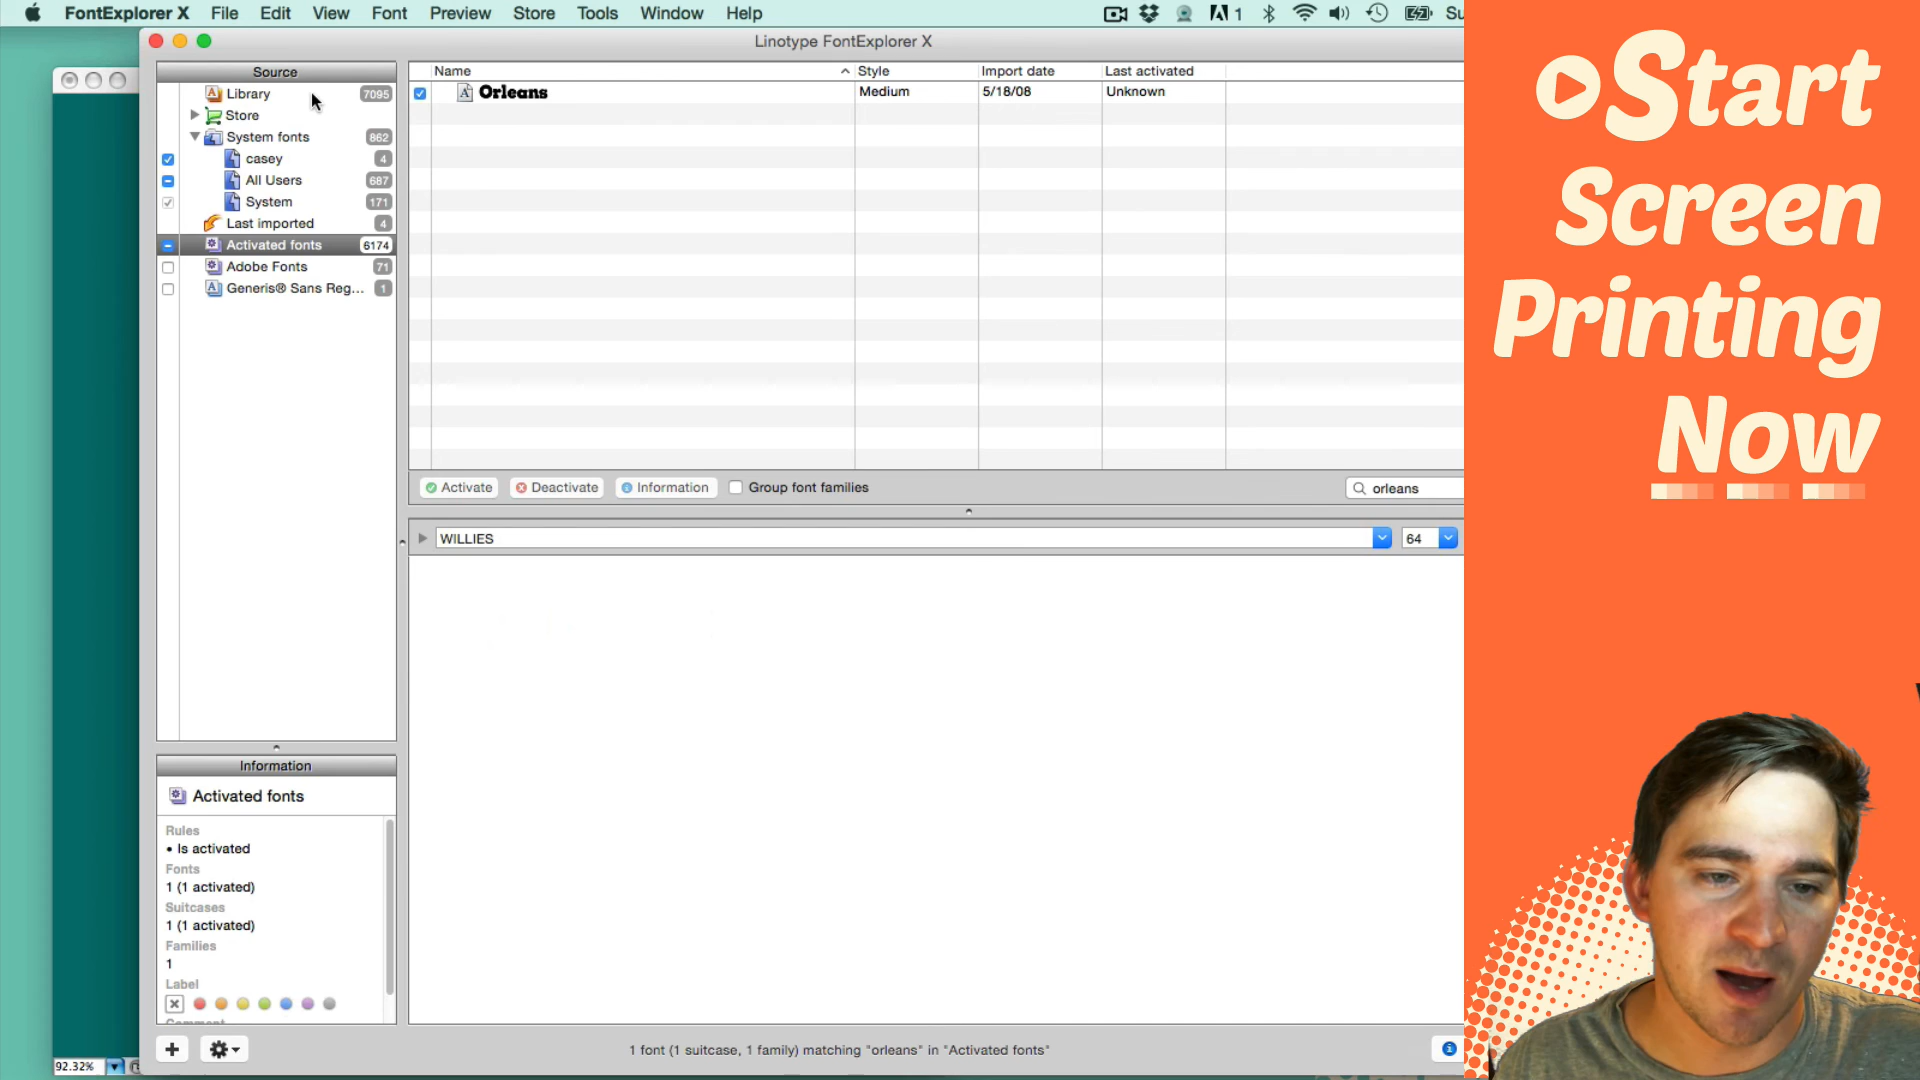 FontExplorer X File Edit View Font Preview Store Tools Window Help 1 Su
Linotype FontExplorer X
Source
Library 7095
Store
System fonts 862
casey 4
All Users 687
System 171
Last imported 4
Activated fonts 6174
Adobe Fonts 71
Generis® Sans Reg... 1
Name Style Import date Last activated
Orleans Medium 5/18/08 Unknown
Activate Deactivate Information Group font families orleans
WILLIES 64
Information
Activated fonts
Rules
• Is activated
Fonts
1 (1 activated)
Suitcases
1 (1 activated)
Families
1
Label
1 font (1 suitcase, 1 family) matching "orleans" in "Activated fonts"
92.32%
Start
Screen
Printing
Now